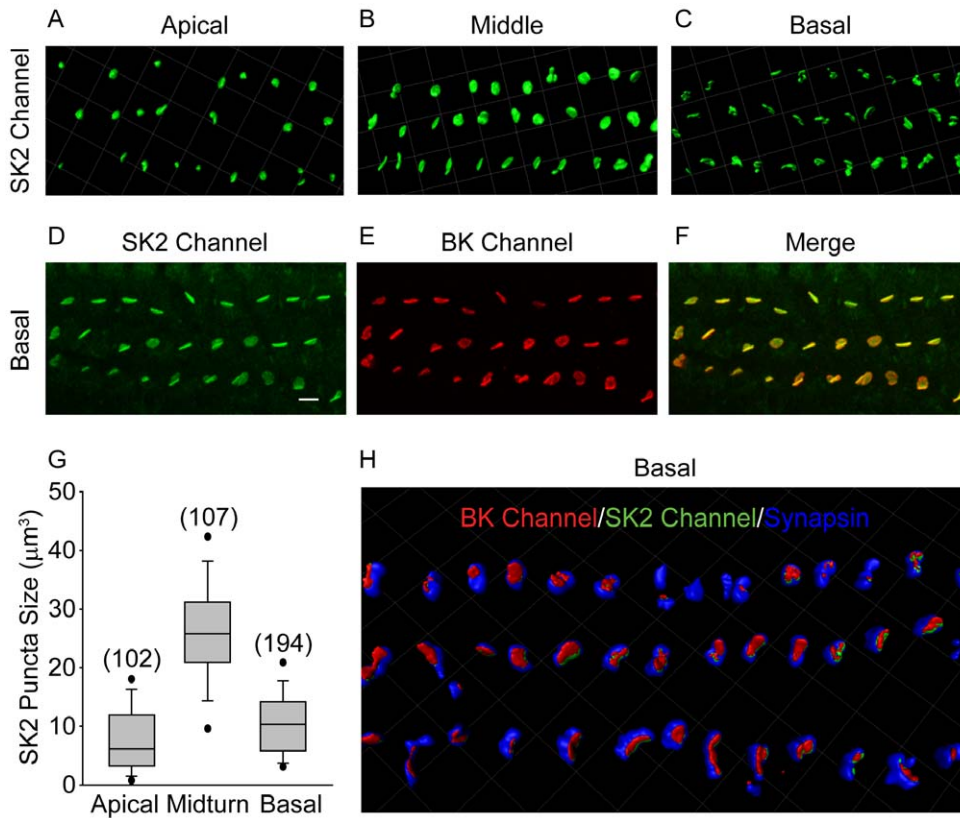 A
Apical
B
Middle
C
Basal
SK2 Channel
D
SK2 Channel
E
BK Channel
F
Merge
Basal
G
SK2 Puncta Size (μm³)
50
40
30
20
10
0
(102)
(107)
(194)
Apical Midturn Basal
H
Basal
BK Channel/SK2 Channel/Synapsin